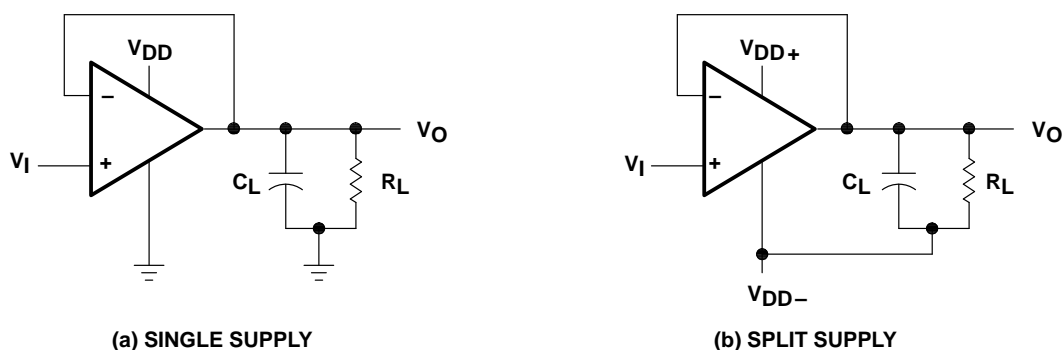 VDD
−
VI
+
VO
CL
RL
(a) SINGLE SUPPLY
VDD+
−
VI
+
VO
CL
RL
VDD−
(b) SPLIT SUPPLY